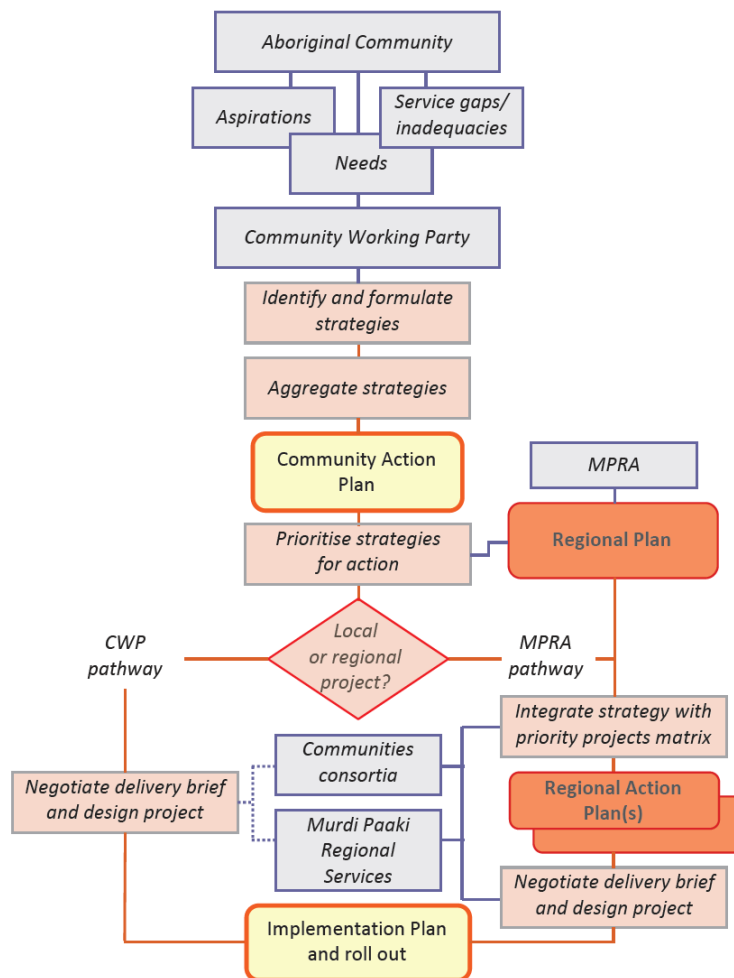 Aboriginal Community
Aspirations
Service gaps/
inadequacies
Needs
Community Working Party
Identify and formulate
strategies
Aggregate strategies
Community Action
Plan
MPRA
Prioritise strategies
for action
Regional Plan
Local
or regional
project?
CWP
pathway
MPRA
pathway
Integrate strategy with
priority projects matrix
Communities
consortia
Negotiate delivery brief
and design project
Regional Action
Plan(s)
Murdi Paaki
Regional
Services
Negotiate delivery brief
and design project
Implementation Plan
and roll out